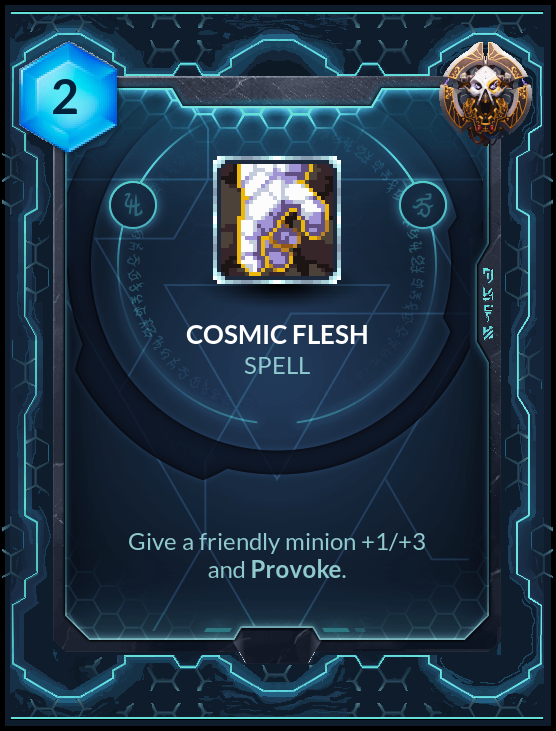 2
COSMIC FLESH
SPELL
Give a friendly minion +1/+3
and Provoke.